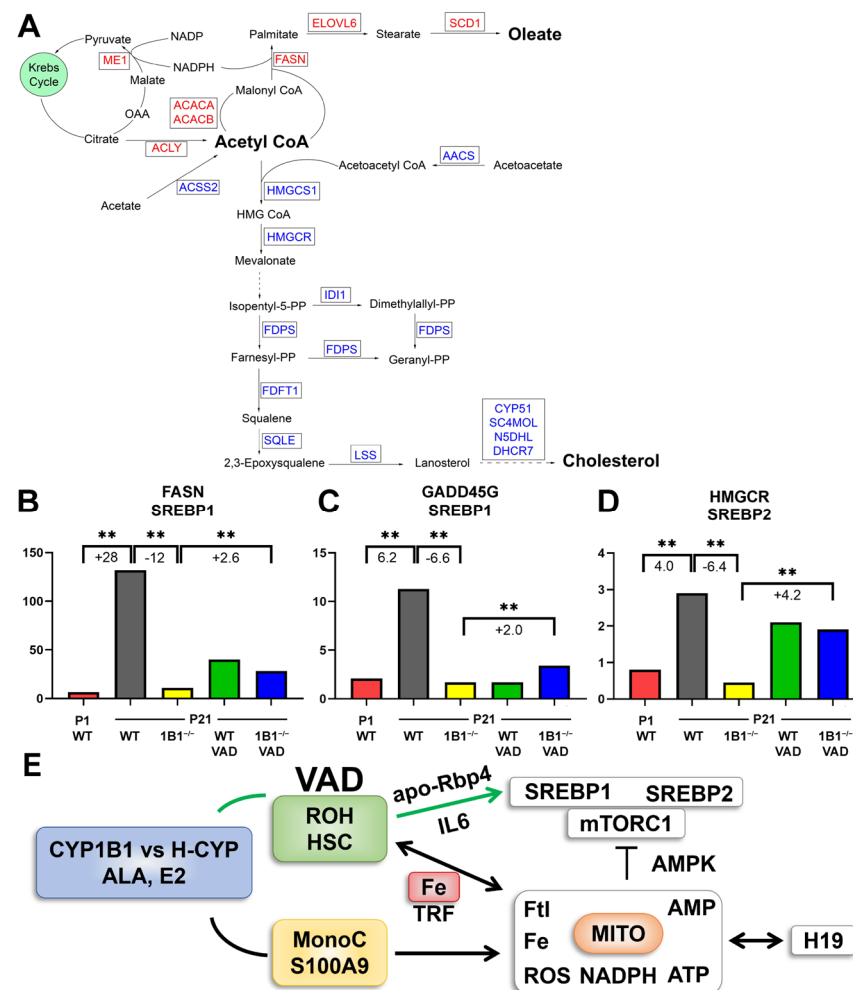 A
Pyruvate
NADP
ME1
NADPH
Krebs
Cycle
Malate
OAA
Citrate
ACLY
ACACA
ACACB
Palmitate
ELOVL6
Stearate
SCD1
Oleate
FASN
Malonyl CoA
Acetyl CoA
Acetate
ACSS2
Acetoacetyl CoA
AACS
Acetoacetate
HMGCS1
HMG CoA
HMGCR
Mevalonate
Isopentyl-5-PP
IDI1
Dimethylallyl-PP
FDPS
FDPS
Farnesyl-PP
FDPS
Geranyl-PP
FDFT1
Squalene
SQLE
2,3-Epoxysqualene
LSS
Lanosterol
CYP51
SC4MOL
N5DHL
DHCR7
Cholesterol
B
FASN
SREBP1
** ** **
+28 -12 +2.6
150
100
50
0
P1
WT
P21
WT
1B1−/−
WT
VAD
1B1−/−
VAD
C
GADD45G
SREBP1
** **
6.2 -6.6
**
+2.0
15
10
5
0
P1
WT
P21
WT
1B1−/−
WT
VAD
1B1−/−
VAD
D
HMGCR
SREBP2
** **
4.0 -6.4
**
+4.2
4
3
2
1
0
P1
WT
P21
WT
1B1−/−
WT
VAD
1B1−/−
VAD
E
CYP1B1 vs H-CYP
ALA, E2
VAD
ROH
HSC
apo-Rbp4
IL6
SREBP1 SREBP2
mTORC1
AMPK
Fe
TRF
MonoC
S100A9
Ftl
AMP
Fe
MITO
ROS NADPH ATP
H19